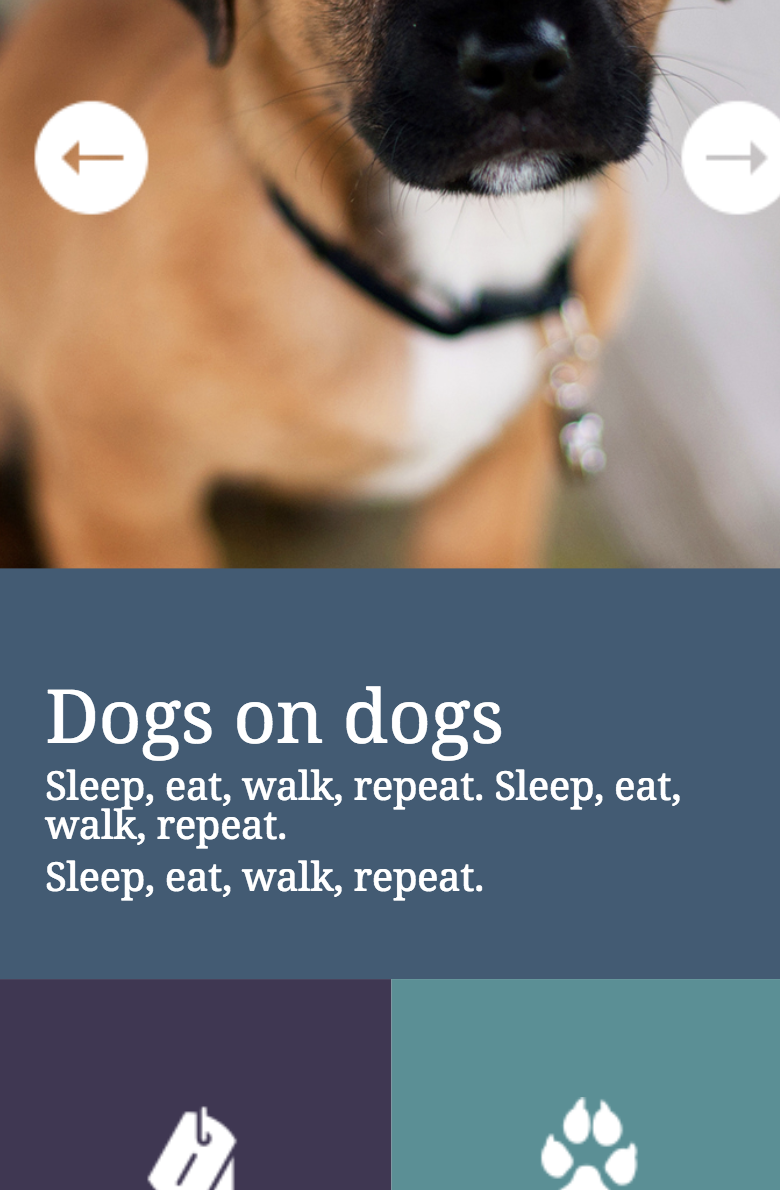 Dogs on dogs
Sleep, eat, walk, repeat. Sleep, eat,
walk, repeat.
Sleep, eat, walk, repeat.